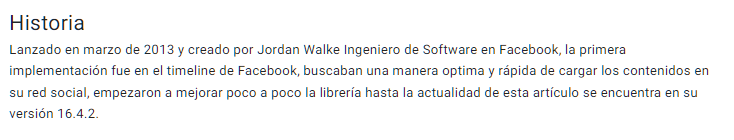 Historia
Lanzado en marzo de 2013 y creado por Jordan Walke Ingeniero de Software en Facebook, la primera
implementación fue en el timeline de Facebook, buscaban una manera optima y rápida de cargar los contenidos en
su red social, empezaron a mejorar poco a poco la librería hasta la actualidad de esta artículo se encuentra en su
versión 16.4.2.